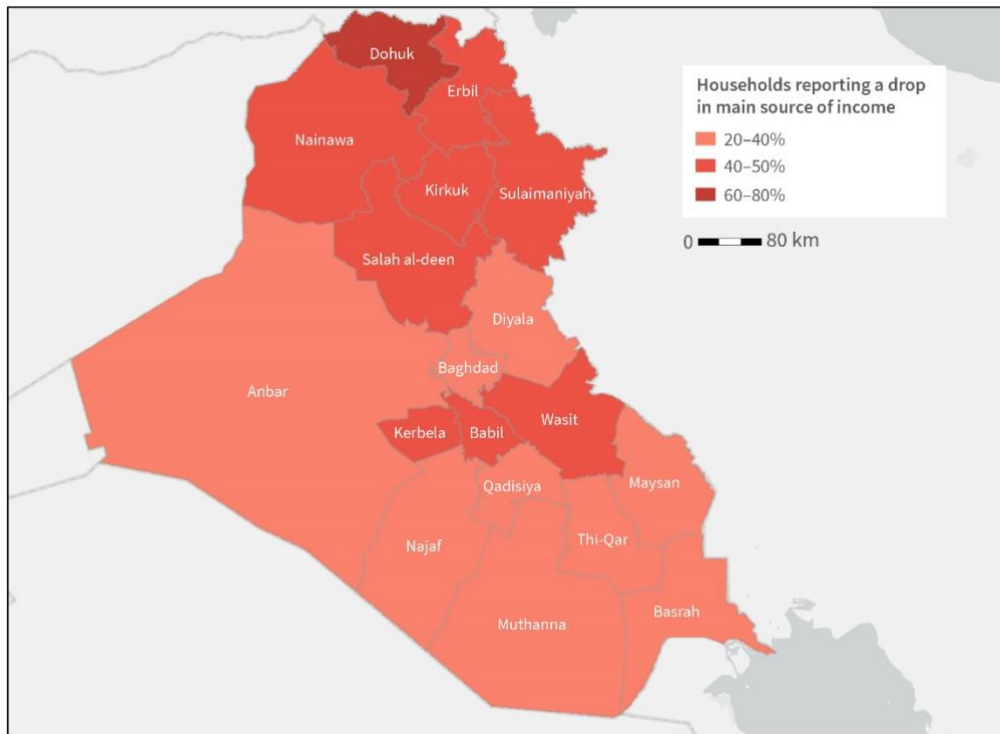 Dohuk
Erbil
Nainawa
Kirkuk
Sulaimaniyah
Salah al-deen
Diyala
Baghdad
Anbar
Kerbela
Babil
Wasit
Qadisiya
Maysan
Najaf
Thi-Qar
Muthanna
Basrah
Households reporting a drop
in main source of income
20–40%
40–50%
60–80%
0 80 km